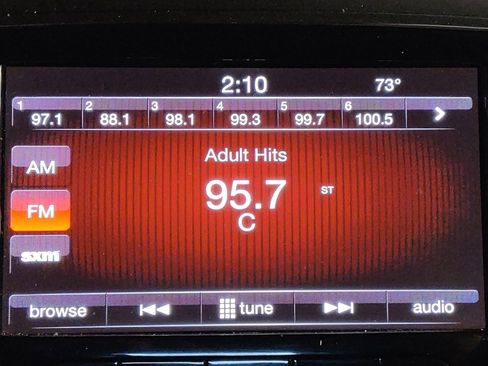 2:10 73°
1 2 3 4 5 6
97.1 88.1 98.1 99.3 99.7 100.5
Adult Hits
AM
95.7 ST
FM
C
sxm
browse tune audio